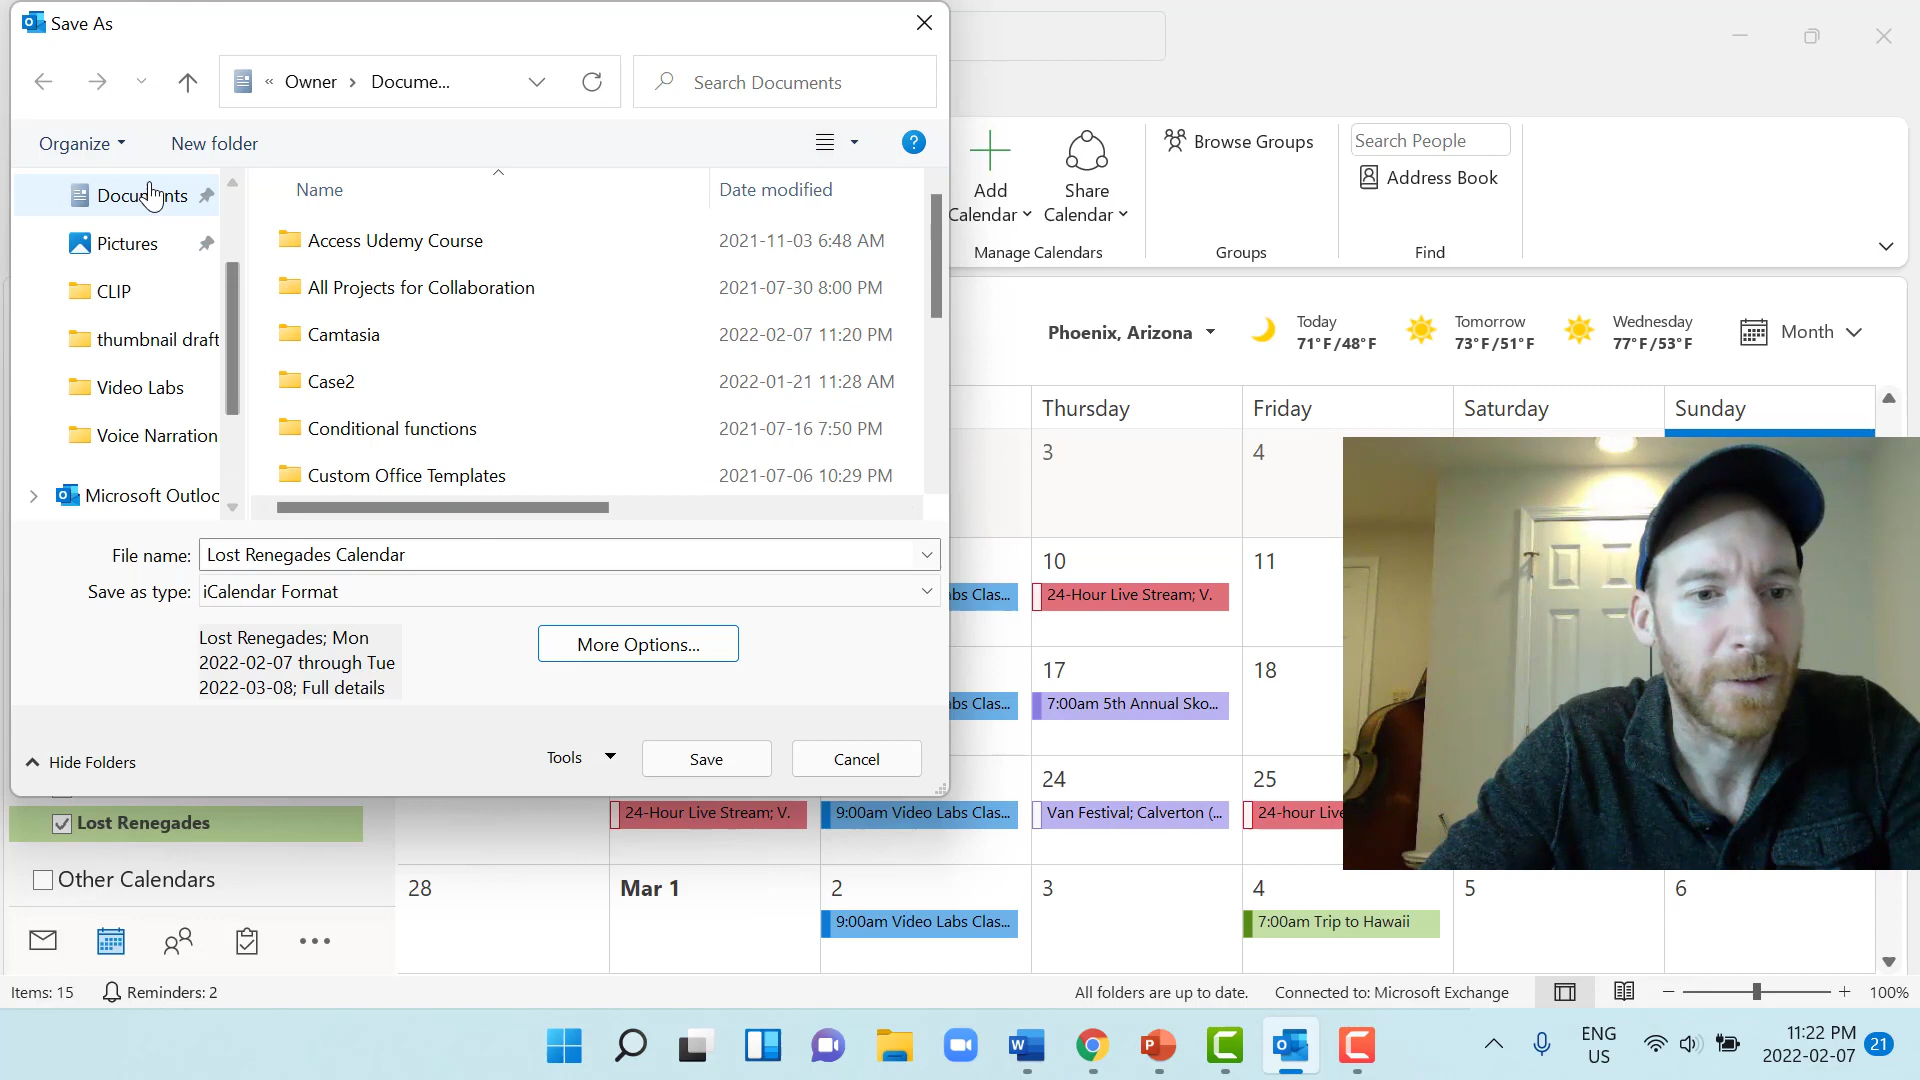 Save As
« Owner › Docume...
Search Documents
Organize
New folder
Documents
Pictures
CLIP
thumbnail draft
Video Labs
Voice Narration
Microsoft Outloo
Name
Date modified
Access Udemy Course
2021-11-03 6:48 AM
All Projects for Collaboration
2021-07-30 8:00 PM
Camtasia
2022-02-07 11:20 PM
Case2
2022-01-21 11:28 AM
Conditional functions
2021-07-16 7:50 PM
Custom Office Templates
2021-07-06 10:29 PM
File name: Lost Renegades Calendar
Save as type: iCalendar Format
Lost Renegades; Mon
2022-02-07 through Tue
2022-03-08; Full details
More Options...
Hide Folders
Tools
Save
Cancel
Add
Calendar
Share
Calendar
Manage Calendars
Browse Groups
Groups
Search People
Address Book
Find
Phoenix, Arizona
Today
71°F/48°F
Tomorrow
73°F/51°F
Wednesday
77°F/53°F
Month
Thursday
Friday
Saturday
Sunday
3
4
10
11
bs Clas...
24-Hour Live Stream; V.
17
18
bs Clas...
7:00am 5th Annual Sko...
24
25
24-Hour Live Stream; V.
9:00am Video Labs Clas...
Van Festival; Calverton (...
24-hour Live
28
Mar 1
2
3
4
5
6
9:00am Video Labs Clas...
7:00am Trip to Hawaii
Lost Renegades
Other Calendars
Items: 15
Reminders: 2
All folders are up to date.
Connected to: Microsoft Exchange
100%
ENG
US
11:22 PM
2022-02-07
21